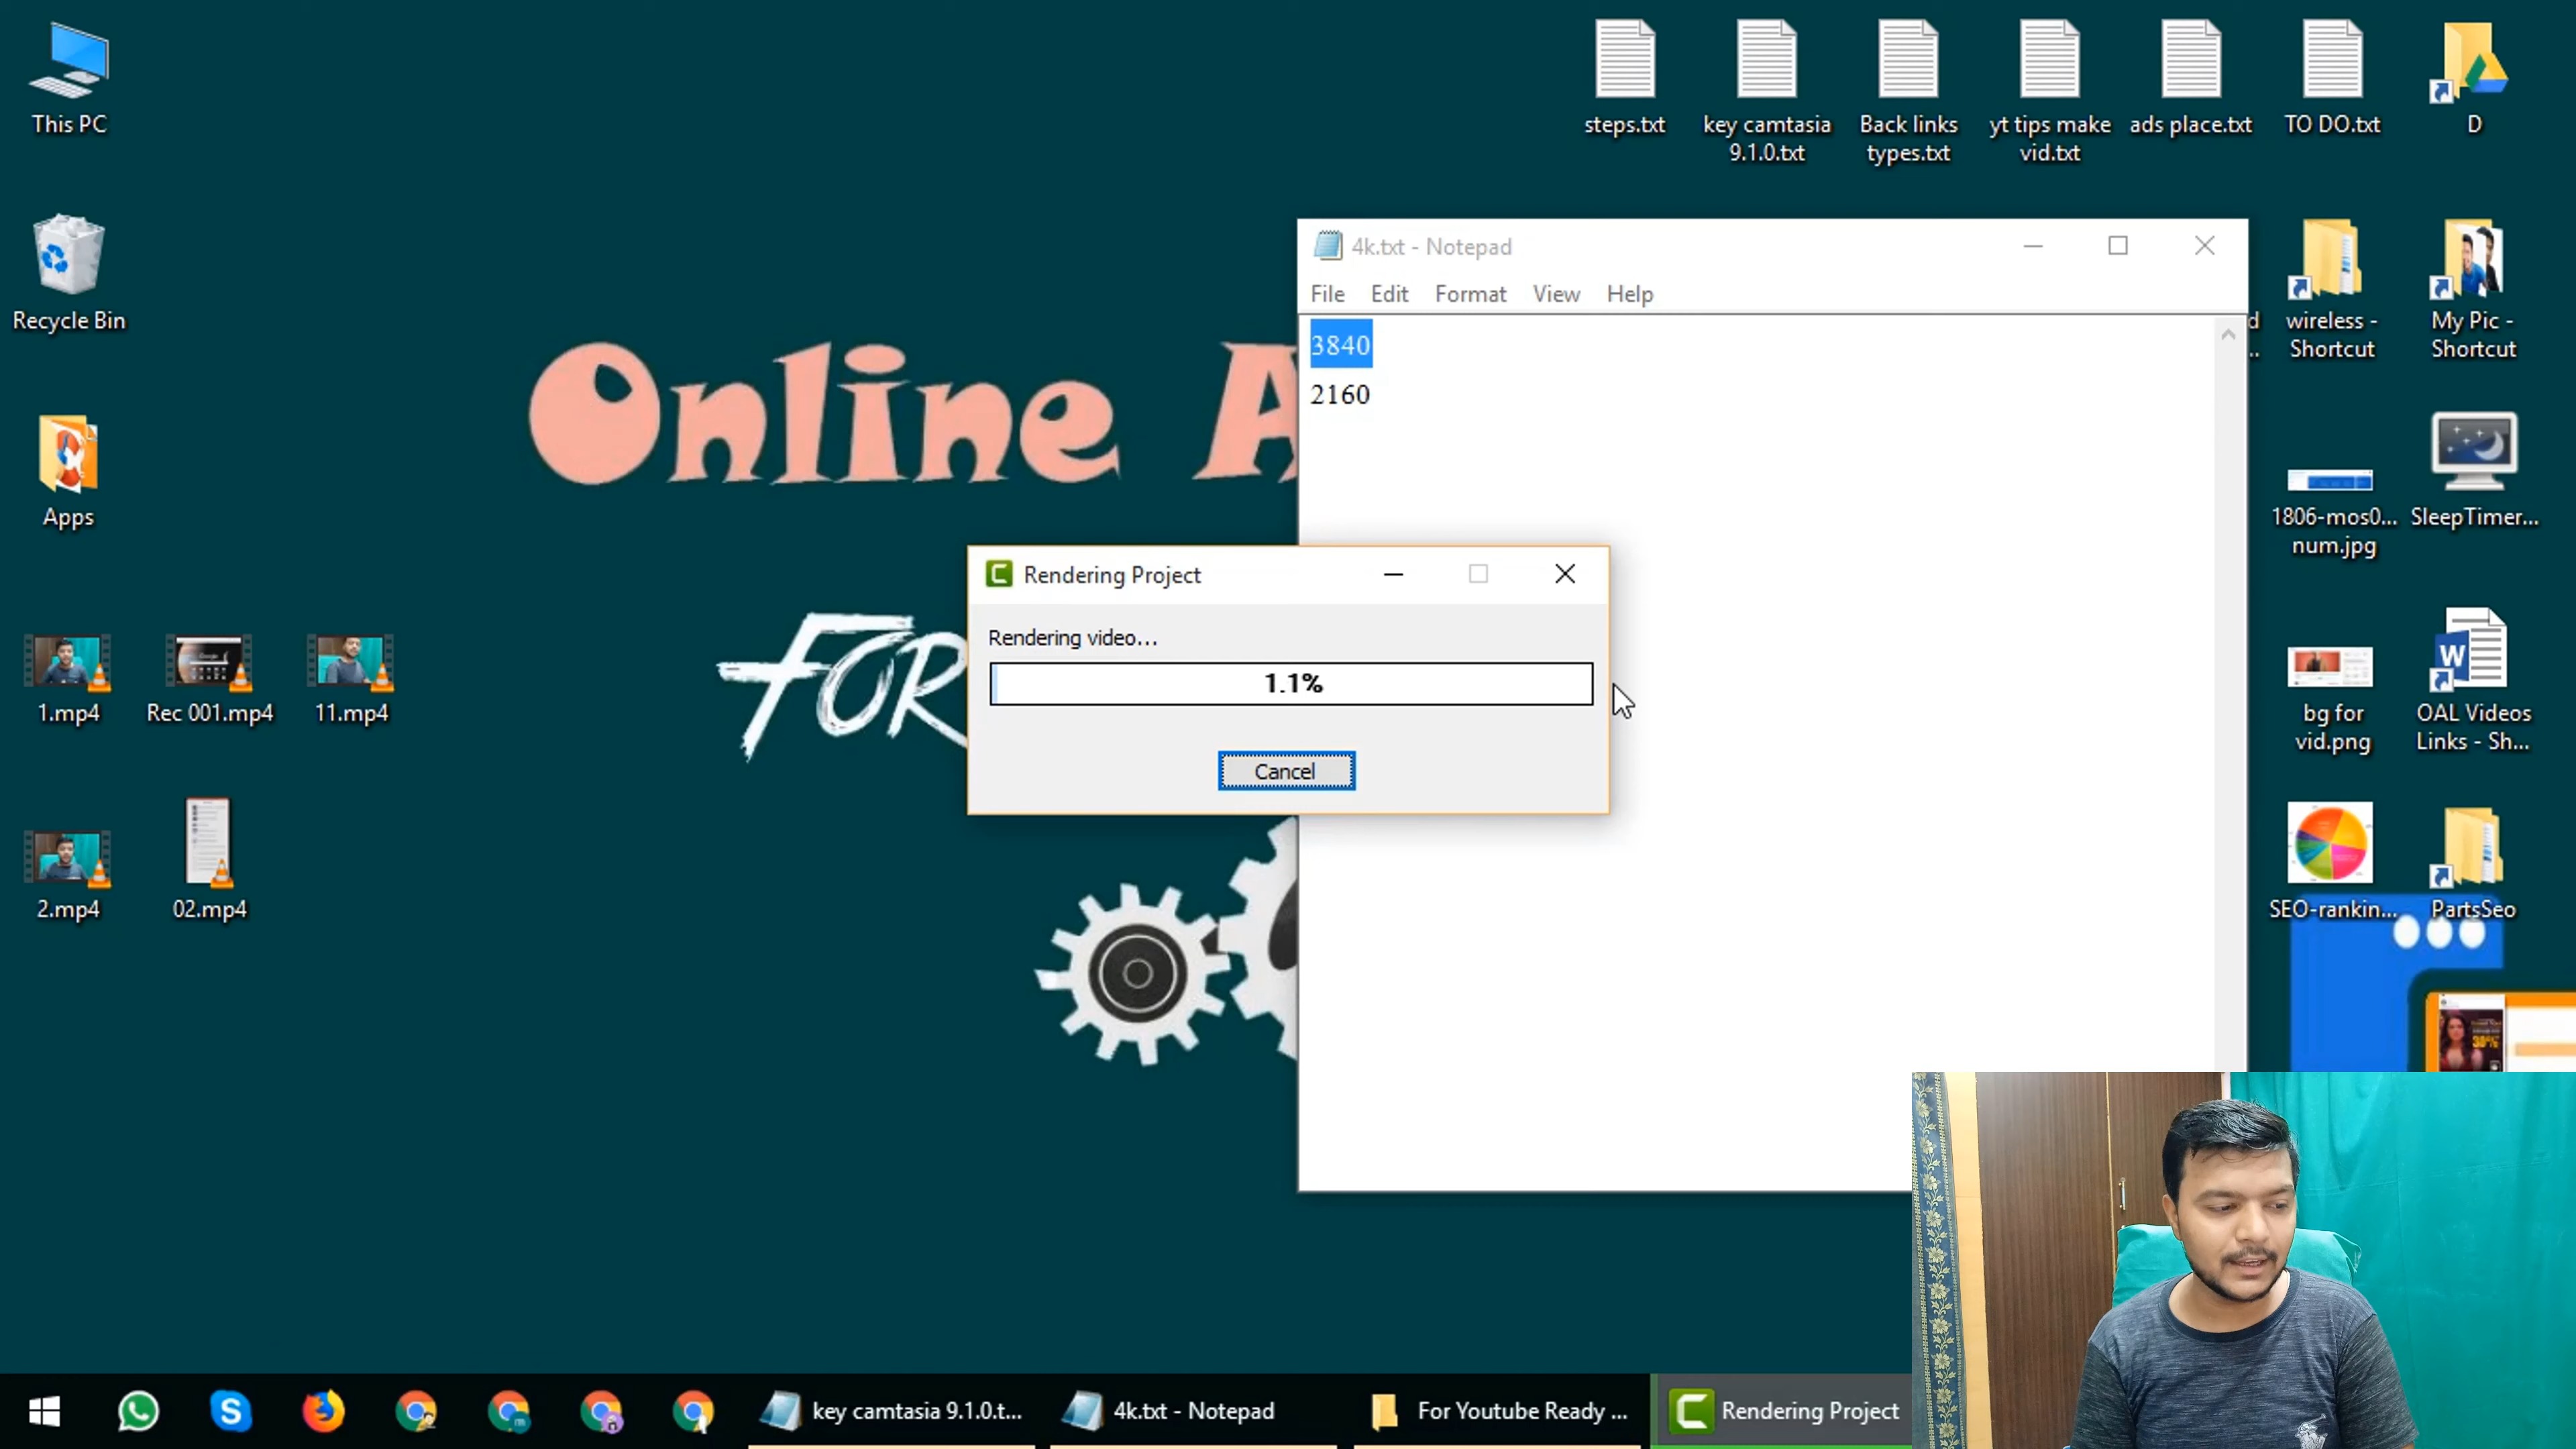 This PC
Recycle Bin
Apps
1.mp4
Rec 001.mp4
11.mp4
2.mp4
02.mp4
steps.txt
key camtasia
9.1.0.txt
Back links
types.txt
yt tips make
vid.txt
ads place.txt
TO DO.txt
D
Online A
FOR
4k.txt - Notepad
File Edit Format View Help
3840
2160
Rendering Project
Rendering video...
1.1%
Cancel
wireless -
Shortcut
My Pic -
Shortcut
1806-mos0...
num.jpg
SleepTimer...
bg for
vid.png
OAL Videos
Links - Sh...
SEO-rankin...
PartsSeo
key camtasia 9.1.0.t...
4k.txt - Notepad
For Youtube Ready ...
Rendering Project